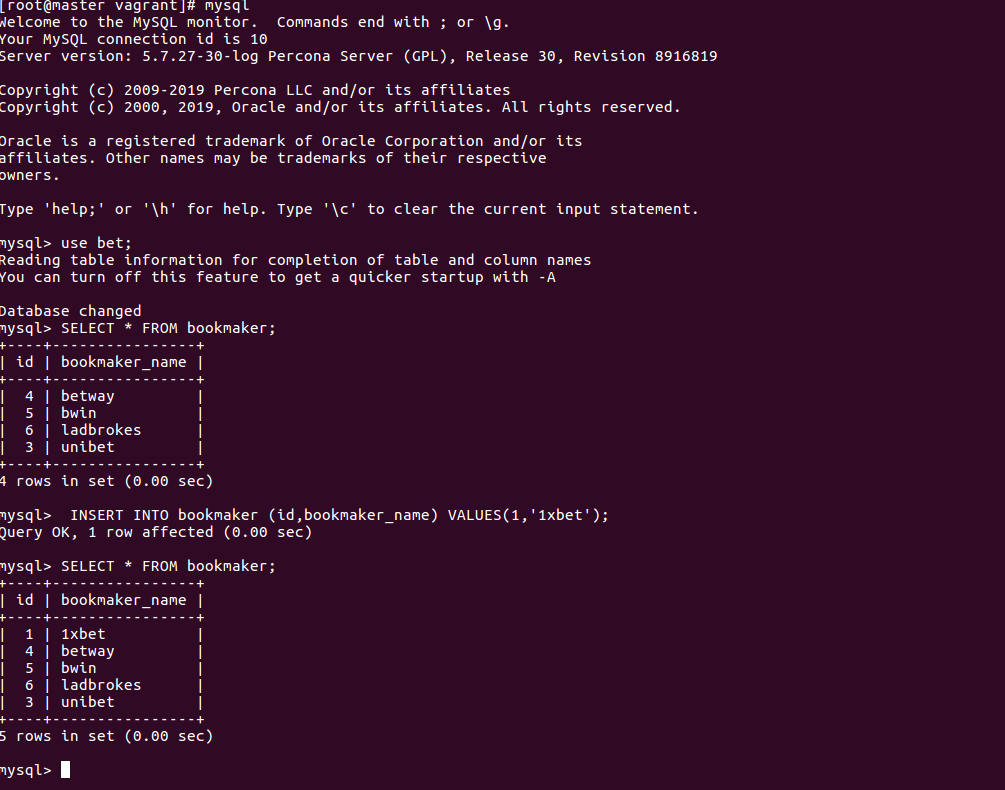 [root@master vagrant]# mysql
Welcome to the MySQL monitor.  Commands end with ; or \g.
Your MySQL connection id is 10
Server version: 5.7.27-30-log Percona Server (GPL), Release 30, Revision 8916819
Copyright (c) 2009-2019 Percona LLC and/or its affiliates
Copyright (c) 2000, 2019, Oracle and/or its affiliates. All rights reserved.
Oracle is a registered trademark of Oracle Corporation and/or its
affiliates. Other names may be trademarks of their respective
owners.
Type 'help;' or '\h' for help. Type '\c' to clear the current input statement.
mysql> use bet;
Reading table information for completion of table and column names
You can turn off this feature to get a quicker startup with -A
Database changed
mysql> SELECT * FROM bookmaker;
+----+----------------+
| id | bookmaker_name |
+----+----------------+
|  4 | betway         |
|  5 | bwin           |
|  6 | ladbrokes      |
|  3 | unibet         |
+----+----------------+
4 rows in set (0.00 sec)
mysql>  INSERT INTO bookmaker (id,bookmaker_name) VALUES(1,'1xbet');
Query OK, 1 row affected (0.00 sec)
mysql> SELECT * FROM bookmaker;
+----+----------------+
| id | bookmaker_name |
+----+----------------+
|  1 | 1xbet          |
|  4 | betway         |
|  5 | bwin           |
|  6 | ladbrokes      |
|  3 | unibet         |
+----+----------------+
5 rows in set (0.00 sec)
mysql>